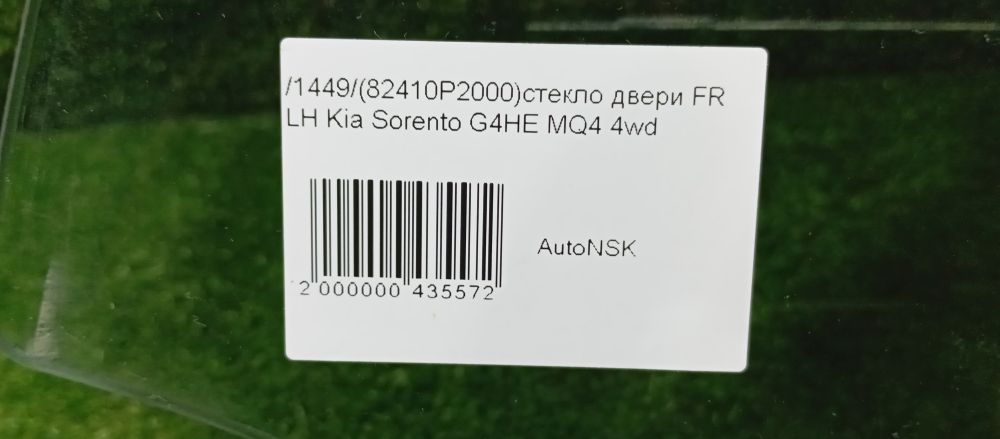 /1449/(82410P2000)стекло двери FR
LH Kia Sorento G4HE MQ4 4wd
AutoNSK
2 000000 435572